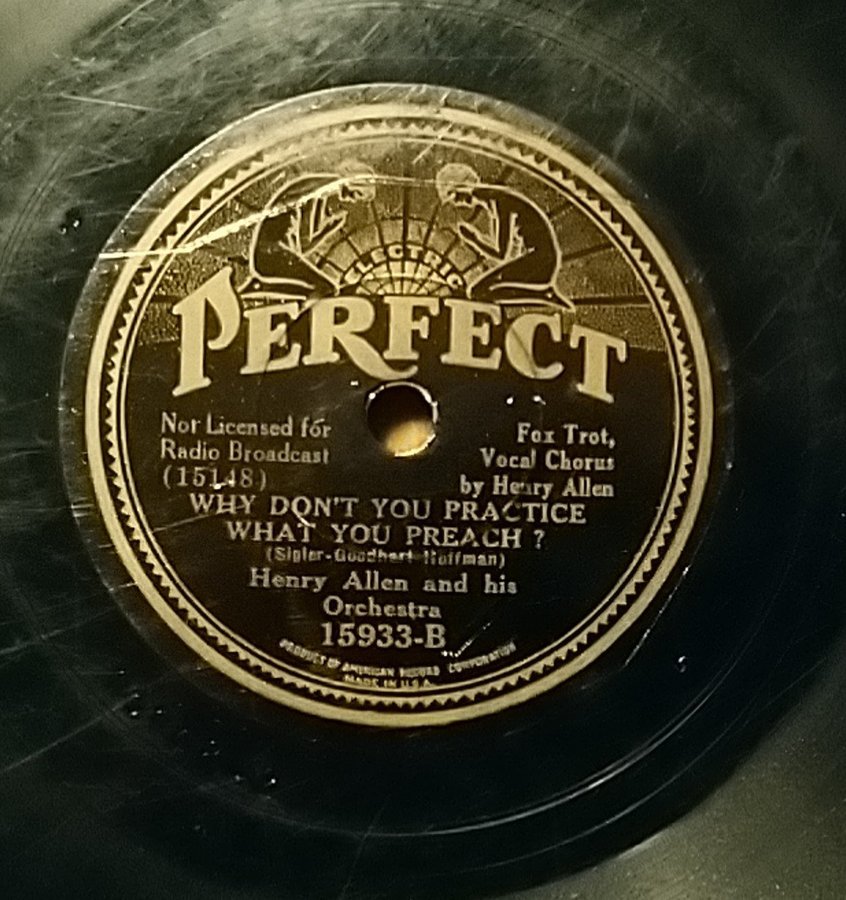 ELECTRIC
PERFECT
Not Licensed for
Radio Broadcast
(15148)
Fox Trot,
Vocal Chorus
by Henry Allen
WHY DON'T YOU PRACTICE
WHAT YOU PREACH ?
(Sigler-Goodhart-Hoffman)
Henry Allen and his
Orchestra
15933-B
PRODUCT OF AMERICAN RECORD CORPORATION
MADE IN U.S.A.